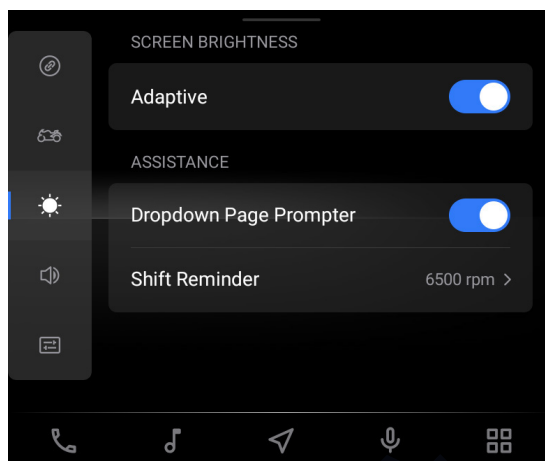 SCREEN BRIGHTNESS
Adaptive
ASSISTANCE
Dropdown Page Prompter
Shift Reminder 6500 rpm >